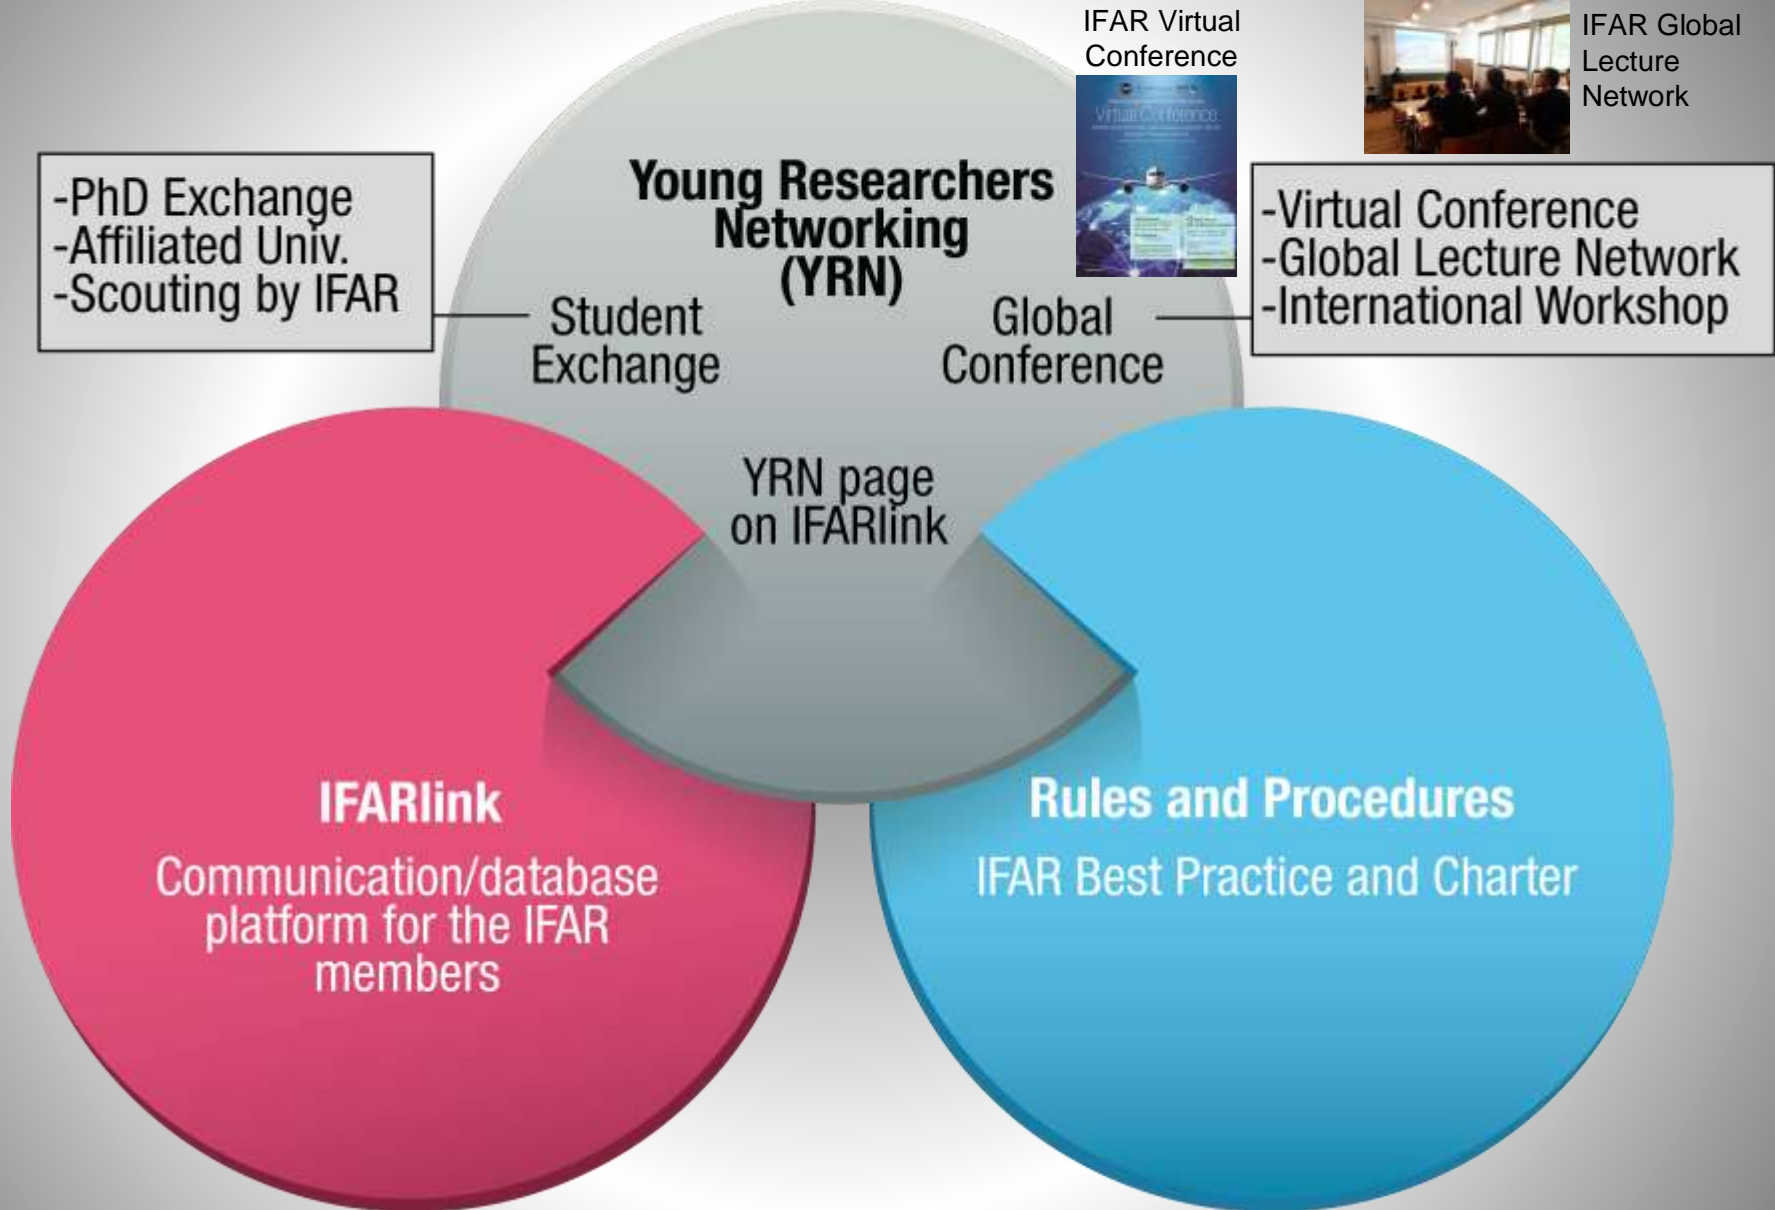 IFAR Virtual
Conference
IFAR Global
Lecture
Network
Virtual Conference
-PhD Exchange
-Affiliated Univ.
-Scouting by IFAR
Young Researchers
Networking
(YRN)
-Virtual Conference
-Global Lecture Network
-International Workshop
Student
Exchange
Global
Conference
YRN page
on IFARlink
IFARlink
Communication/database
platform for the IFAR
members
Rules and Procedures
IFAR Best Practice and Charter